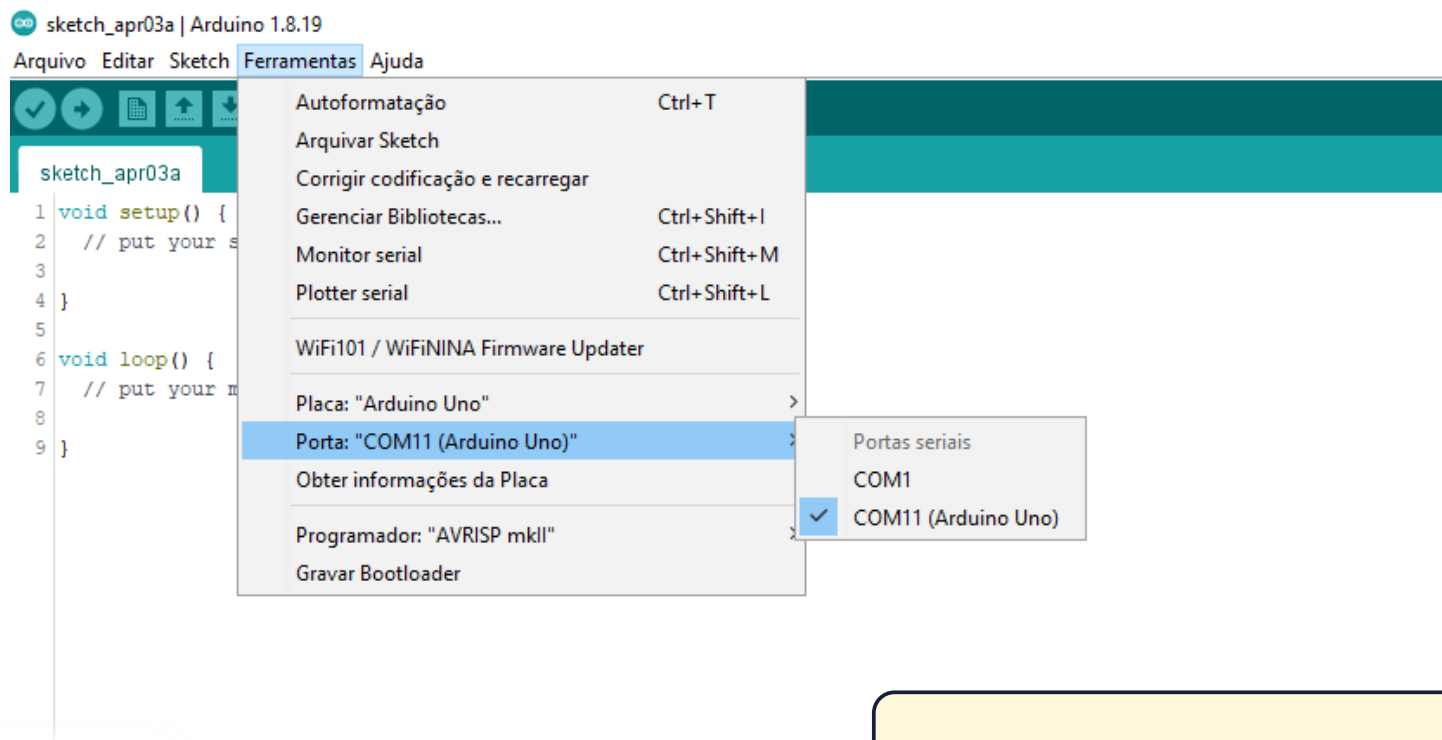 sketch_apr03a | Arduino 1.8.19
Arquivo Editar Sketch Ferramentas Ajuda
Autoformatação Ctrl+T
Arquivar Sketch
Corrigir codificação e recarregar
Gerenciar Bibliotecas... Ctrl+Shift+I
Monitor serial Ctrl+Shift+M
Plotter serial Ctrl+Shift+L
WiFi101 / WiFiNINA Firmware Updater
Placa: "Arduino Uno"
Porta: "COM11 (Arduino Uno)"
Obter informações da Placa
Programador: "AVRISP mkII"
Gravar Bootloader
Portas seriais
COM1
COM11 (Arduino Uno)
sketch_apr03a
1 void setup() {
2 // put your s
3
4 }
5
6 void loop() {
7 // put your m
8
9 }